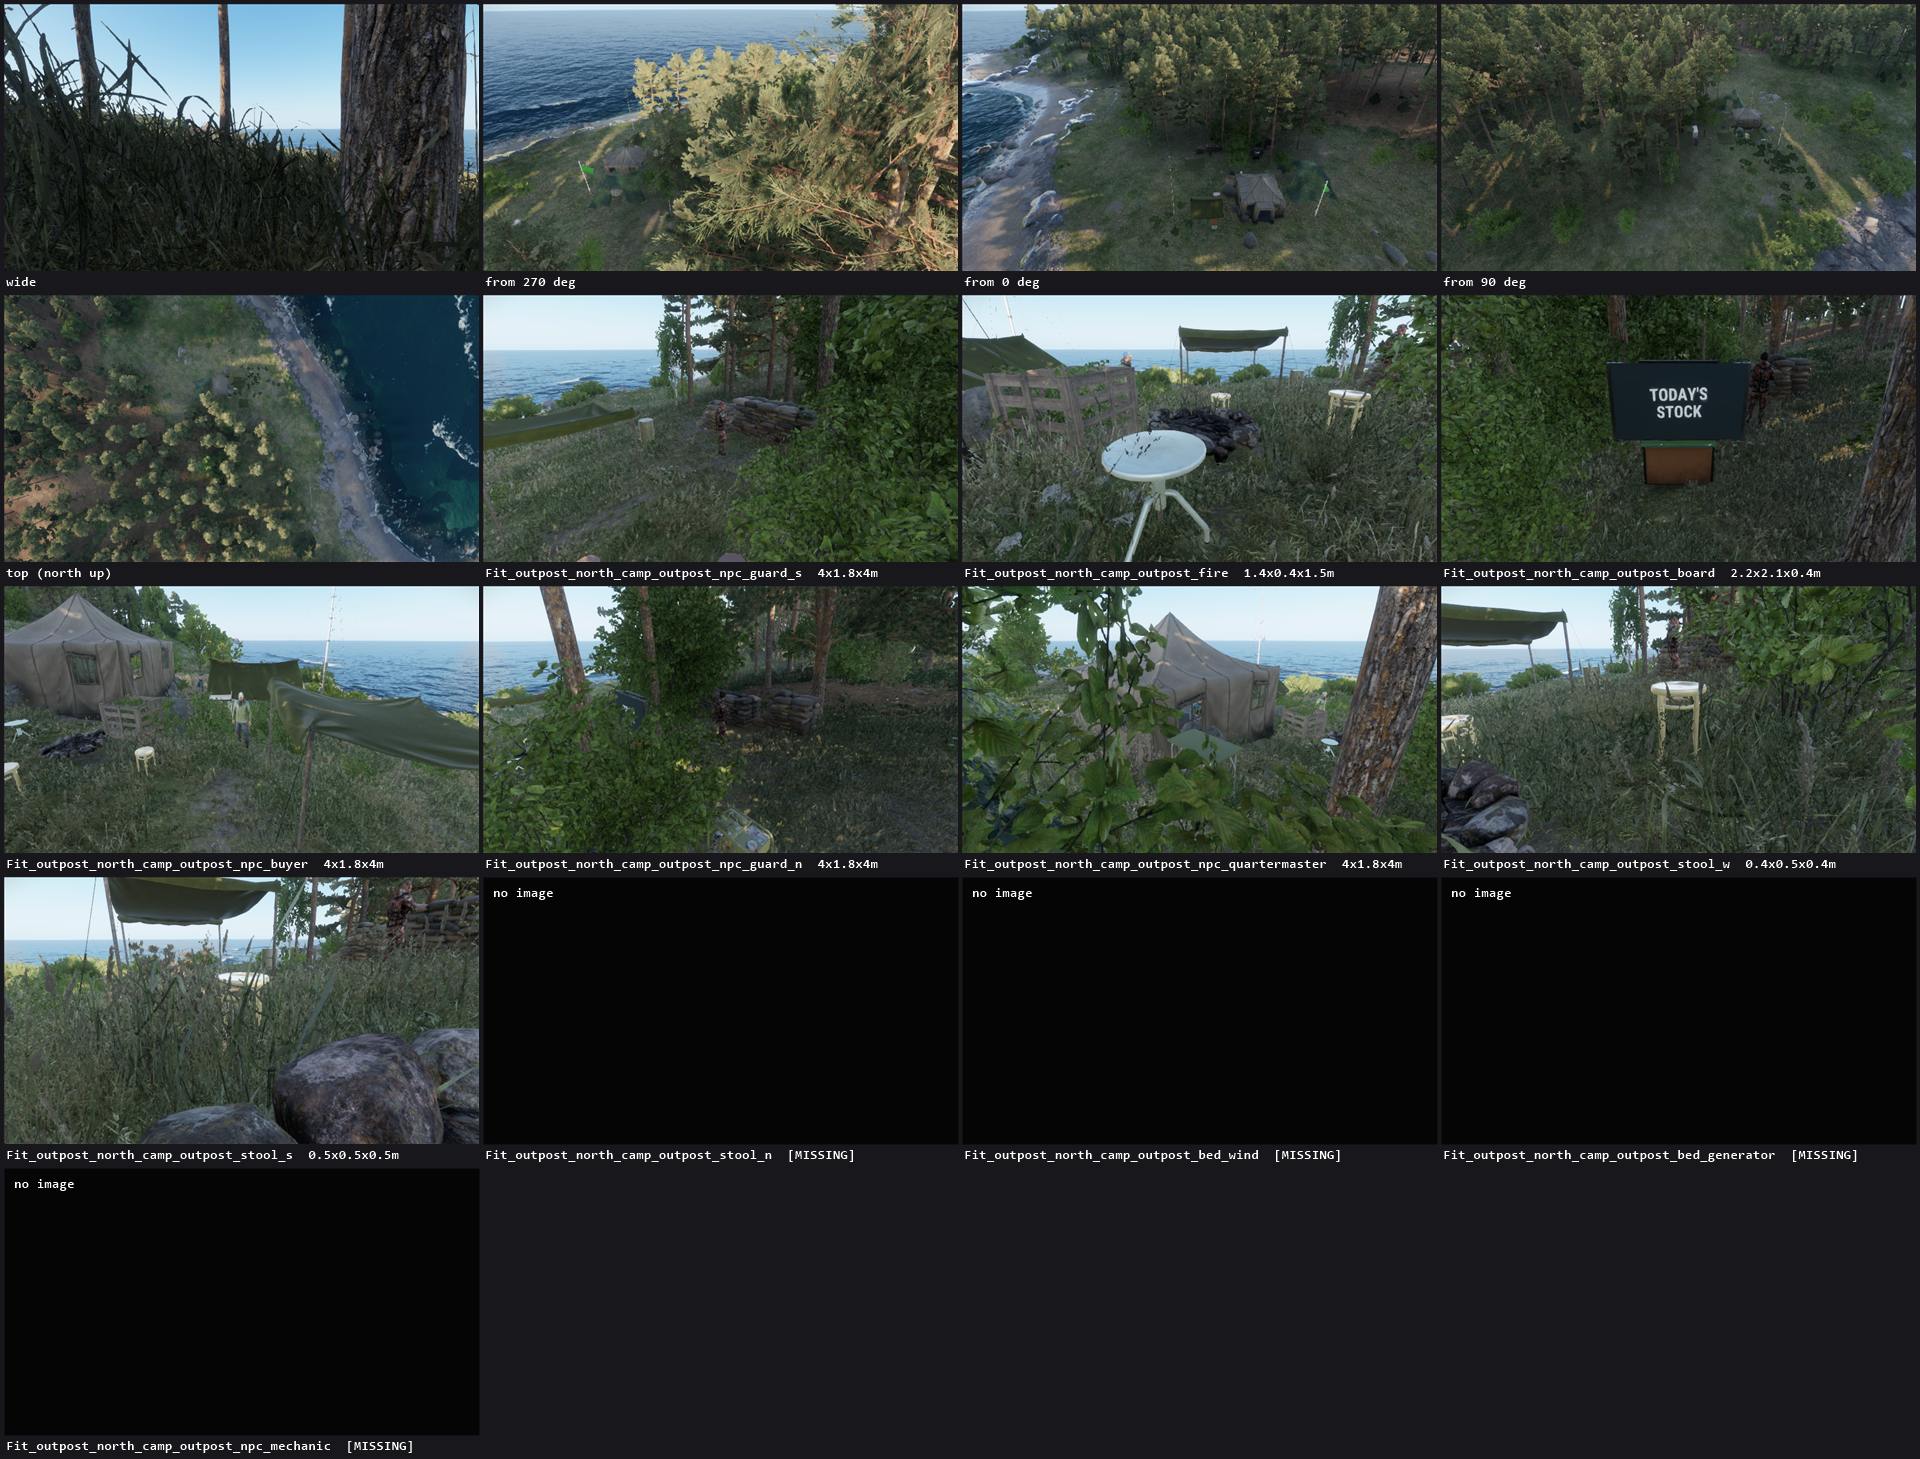 wide
from 270 deg
from 0 deg
from 90 deg
TODAY'S
STOCK
top (north up)
Fit_outpost_north_camp_outpost_npc_guard_s 4x1.8x4m
Fit_outpost_north_camp_outpost_fire 1.4x0.4x1.5m
Fit_outpost_north_camp_outpost_board 2.2x2.1x0.4m
Fit_outpost_north_camp_outpost_npc_buyer 4x1.8x4m
Fit_outpost_north_camp_outpost_npc_guard_n 4x1.8x4m
Fit_outpost_north_camp_outpost_npc_quartermaster 4x1.8x4m
Fit_outpost_north_camp_outpost_stool_w 0.4x0.5x0.4m
no image
no image
no image
Fit_outpost_north_camp_outpost_stool_s 0.5x0.5x0.5m
Fit_outpost_north_camp_outpost_stool_n [MISSING]
Fit_outpost_north_camp_outpost_bed_wind [MISSING]
Fit_outpost_north_camp_outpost_bed_generator [MISSING]
no image
Fit_outpost_north_camp_outpost_npc_mechanic [MISSING]